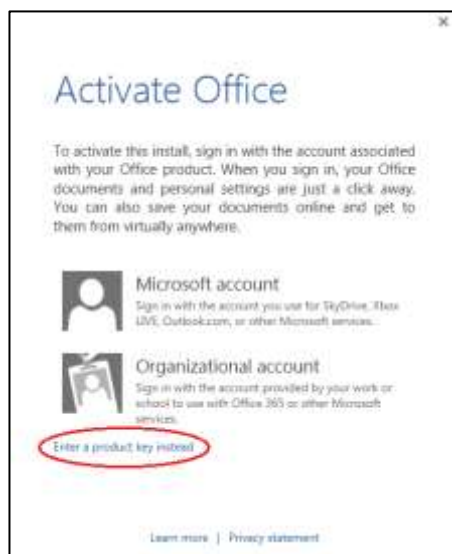 Activate Office
To activate this install, sign in with the account associated
with your Office product. When you sign in, your Office
documents and personal settings are just a click away.
You can also save your documents online and get to
them from virtually anywhere.
Microsoft account
Sign in with the account you use for SkyDrive, Xbox
LIVE, Outlook.com, or other Microsoft services.
Organizational account
Sign in with the account provided by your work or
school to use with Office 365 or other Microsoft
services.
Enter a product key instead
Learn more | Privacy statement